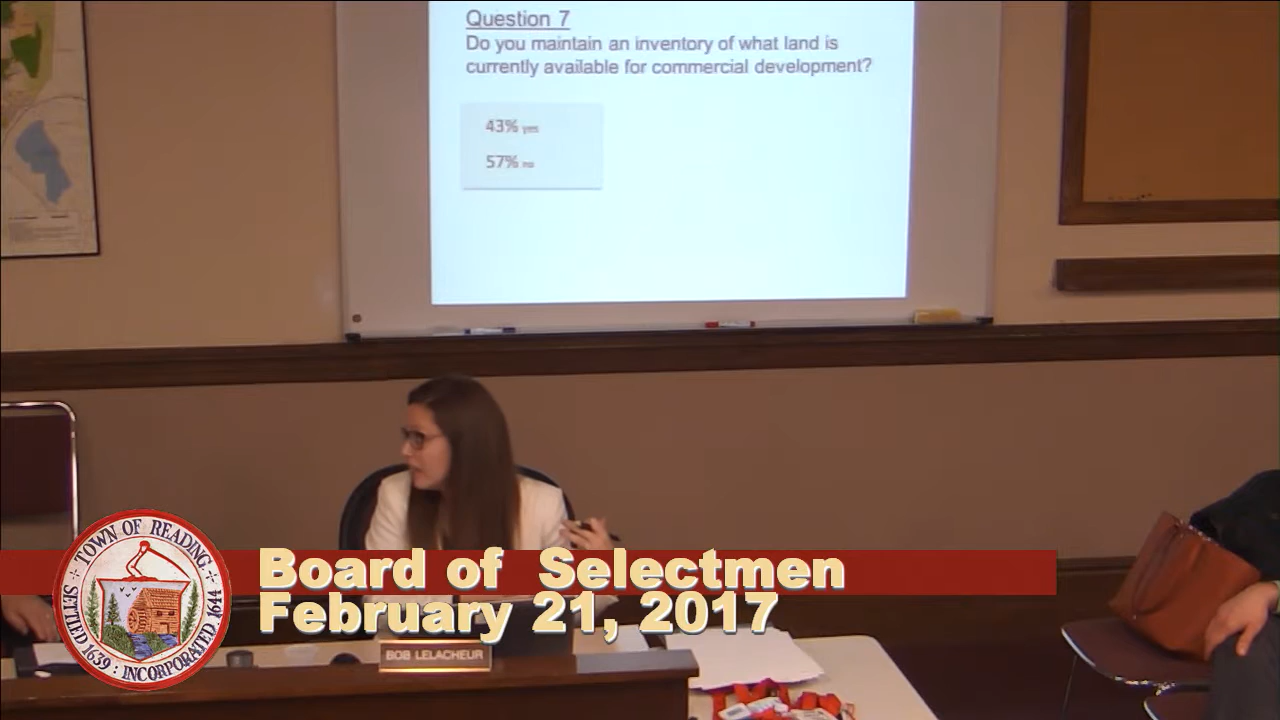 Question 7
Do you maintain an inventory of what land is
currently available for commercial development?
43% yes
57% no
TOWN OF READING
SETTLED 1639 : INCORPORATED 1644
Board of Selectmen
February 21, 2017
BOB LELACHEUR